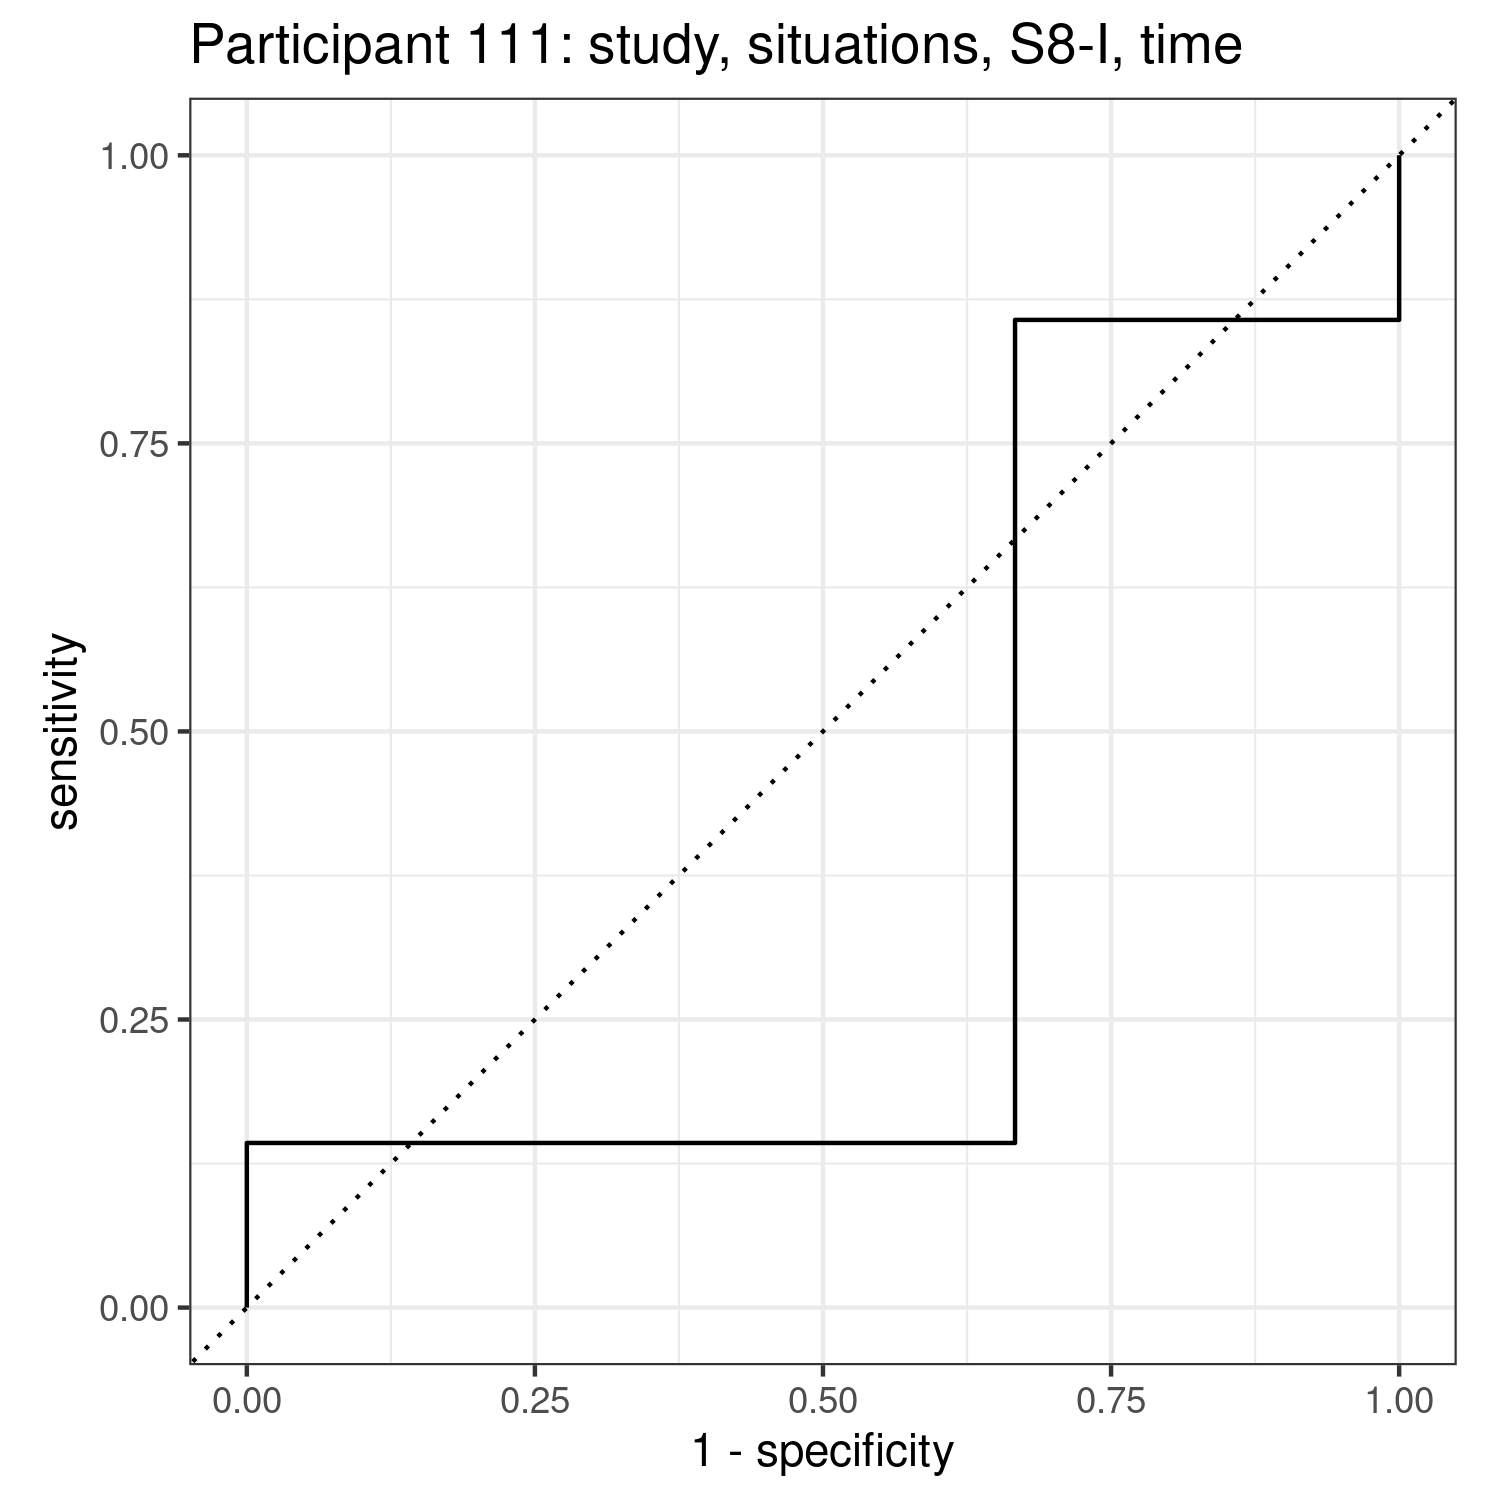 Participant 111: study, situations, S8-I, time
1.00
0.75
0.50
0.25
0.00
sensitivity
0.00 0.25 0.50 0.75 1.00
1 - specificity